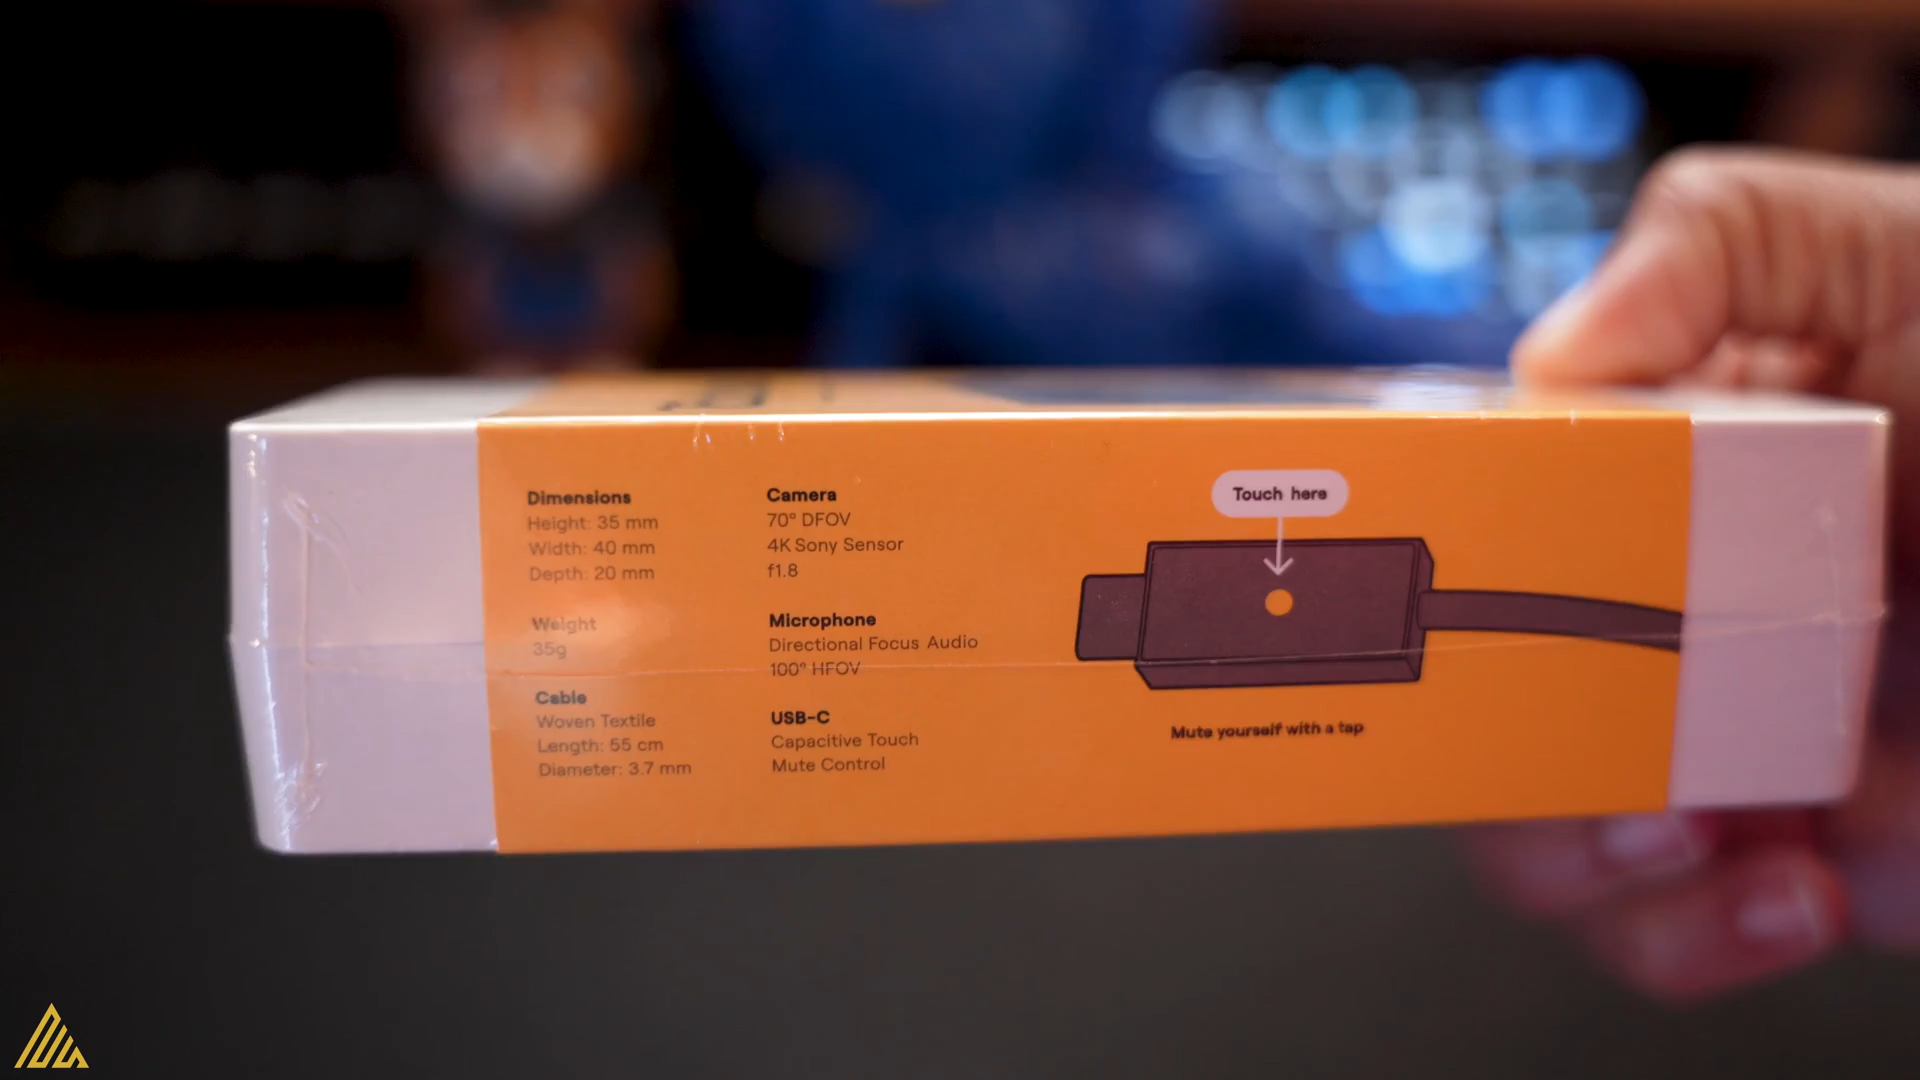 Dimensions
Height: 35 mm
Width: 40 mm
Depth: 20 mm
Weight
35g
Cable
Woven Textile
Length: 55 cm
Diameter: 3.7 mm
Camera
70° DFOV
4K Sony Sensor
f1.8
Microphone
Directional Focus Audio
100° HFOV
USB-C
Capacitive Touch
Mute Control
Touch here
Mute yourself with a tap